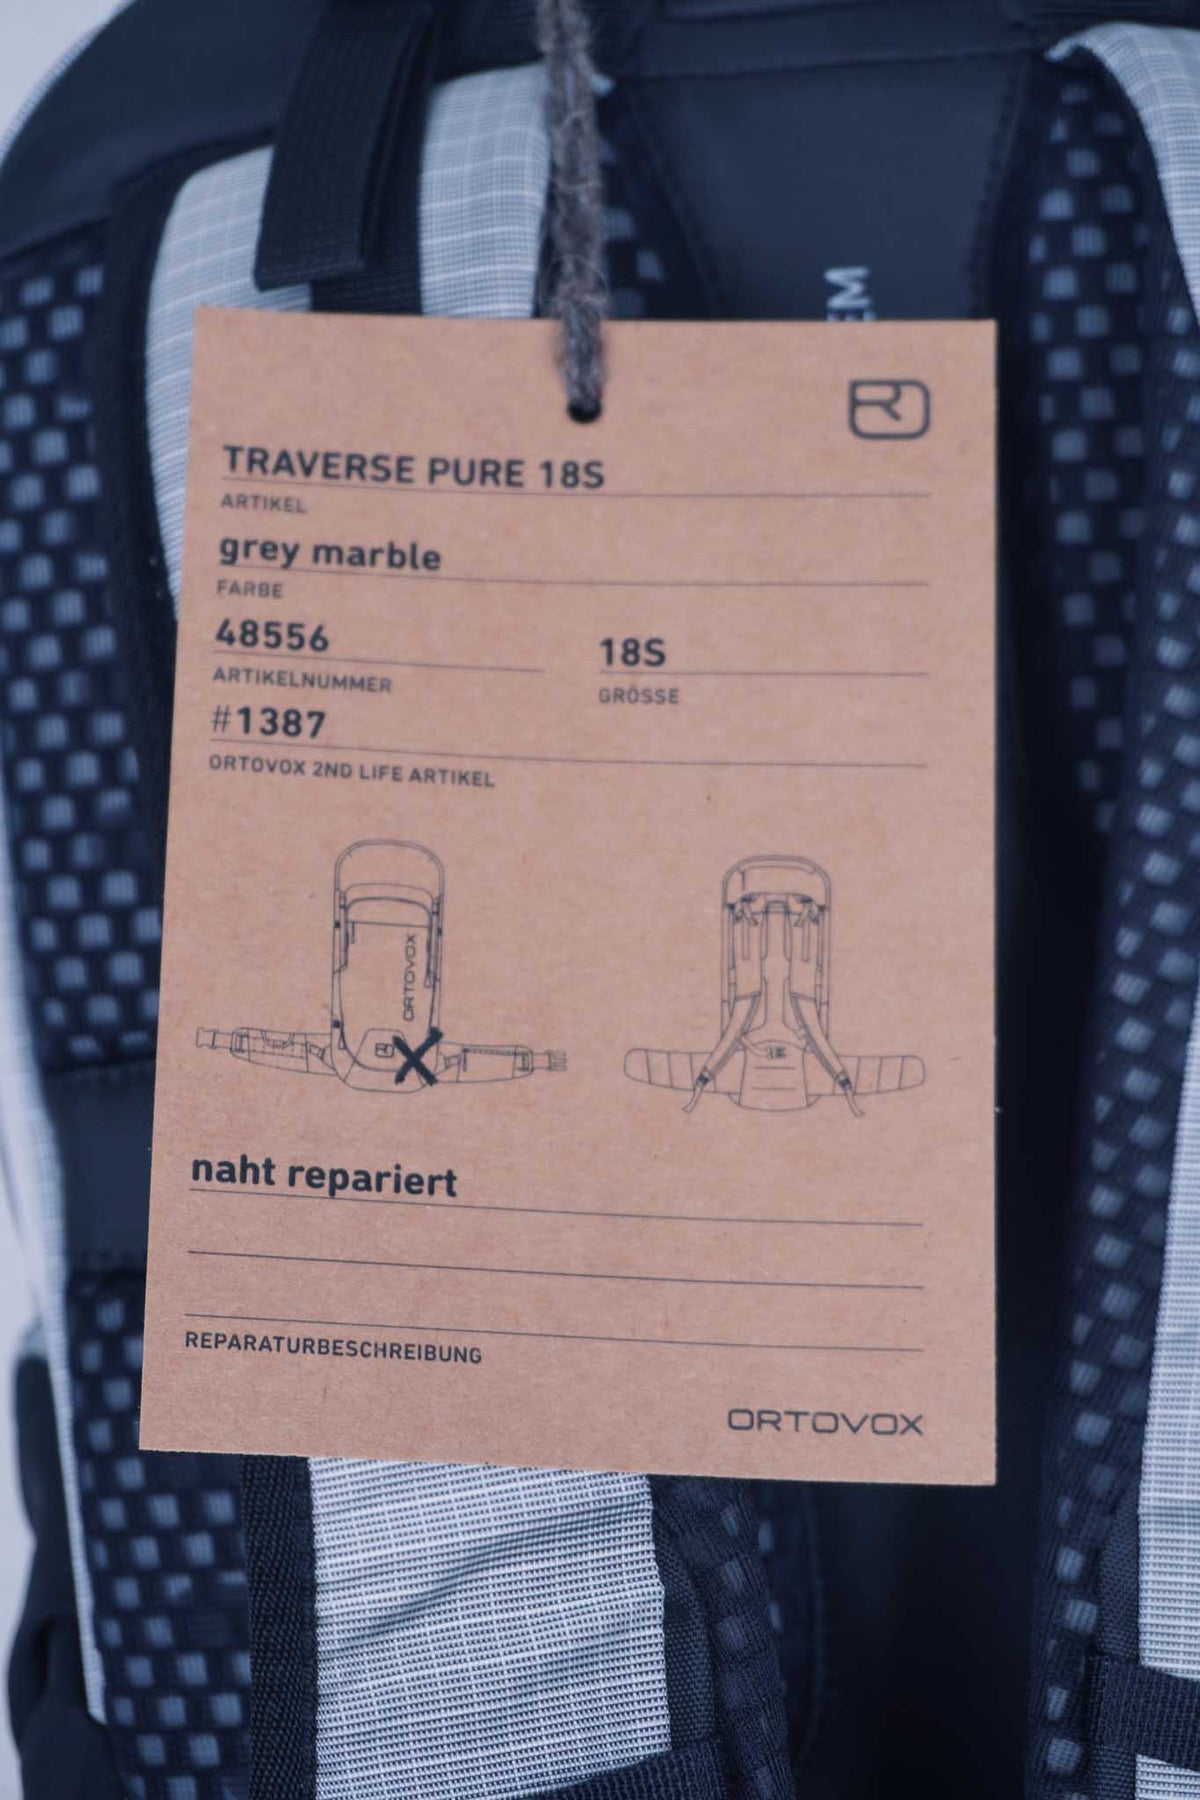 TRAVERSE PURE 18S
ARTIKEL
grey marble
FARBE
48556
ARTIKELNUMMER
18S
GRÖSSE
#1387
ORTOVOX 2ND LIFE ARTIKEL
ORTOVOX
naht repariert
REPARATURBESCHREIBUNG
ORTOVOX